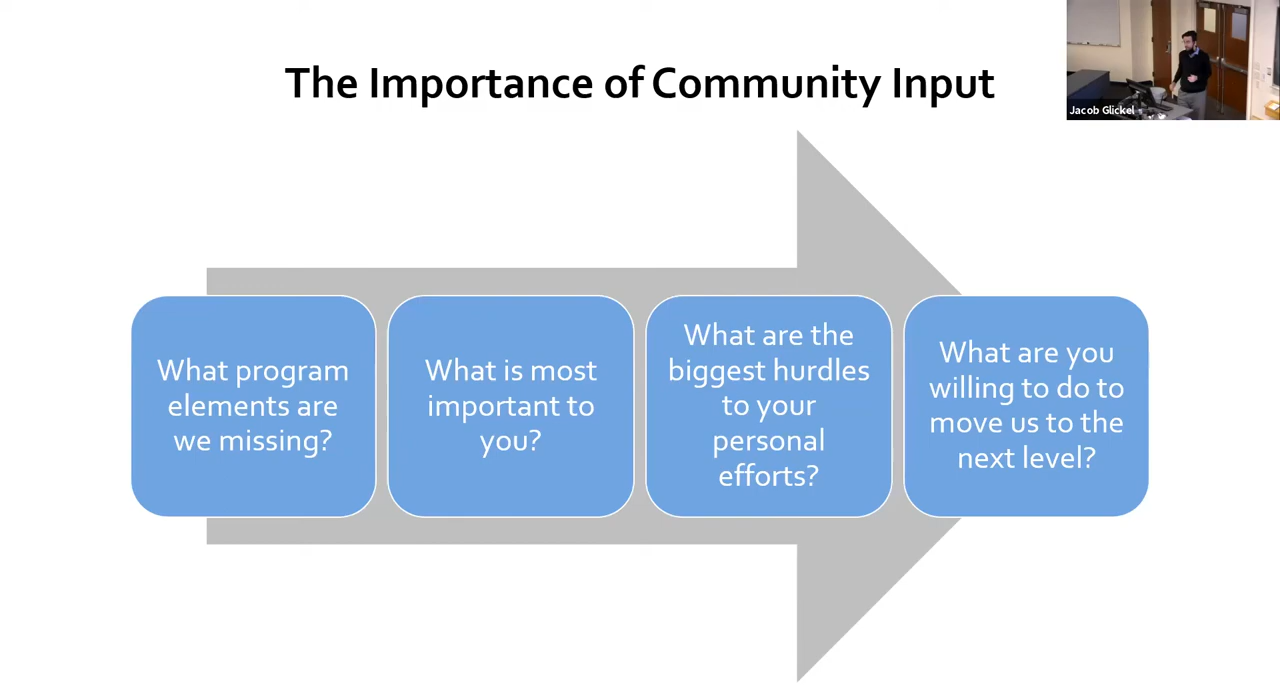 The Importance of Community Input
Jacob Glickel
What program
elements are
we missing?
What is most
important to
you?
What are the
biggest hurdles
to your
personal
efforts?
What are you
willing to do to
move us to the
next level?